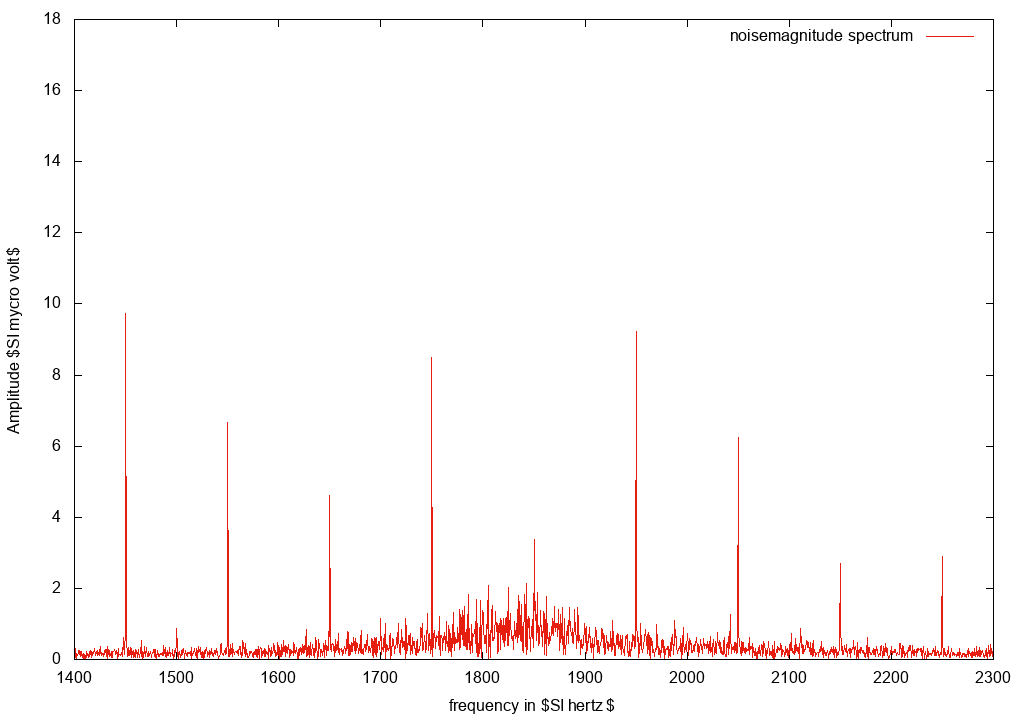 18
noisemagnitude spectrum
16
14
12
10
8
6
4
2
0
1400 1500 1600 1700 1800 1900 2000 2100 2200 2300
Amplitude $SI mycro volt$
frequency in $SI hertz $